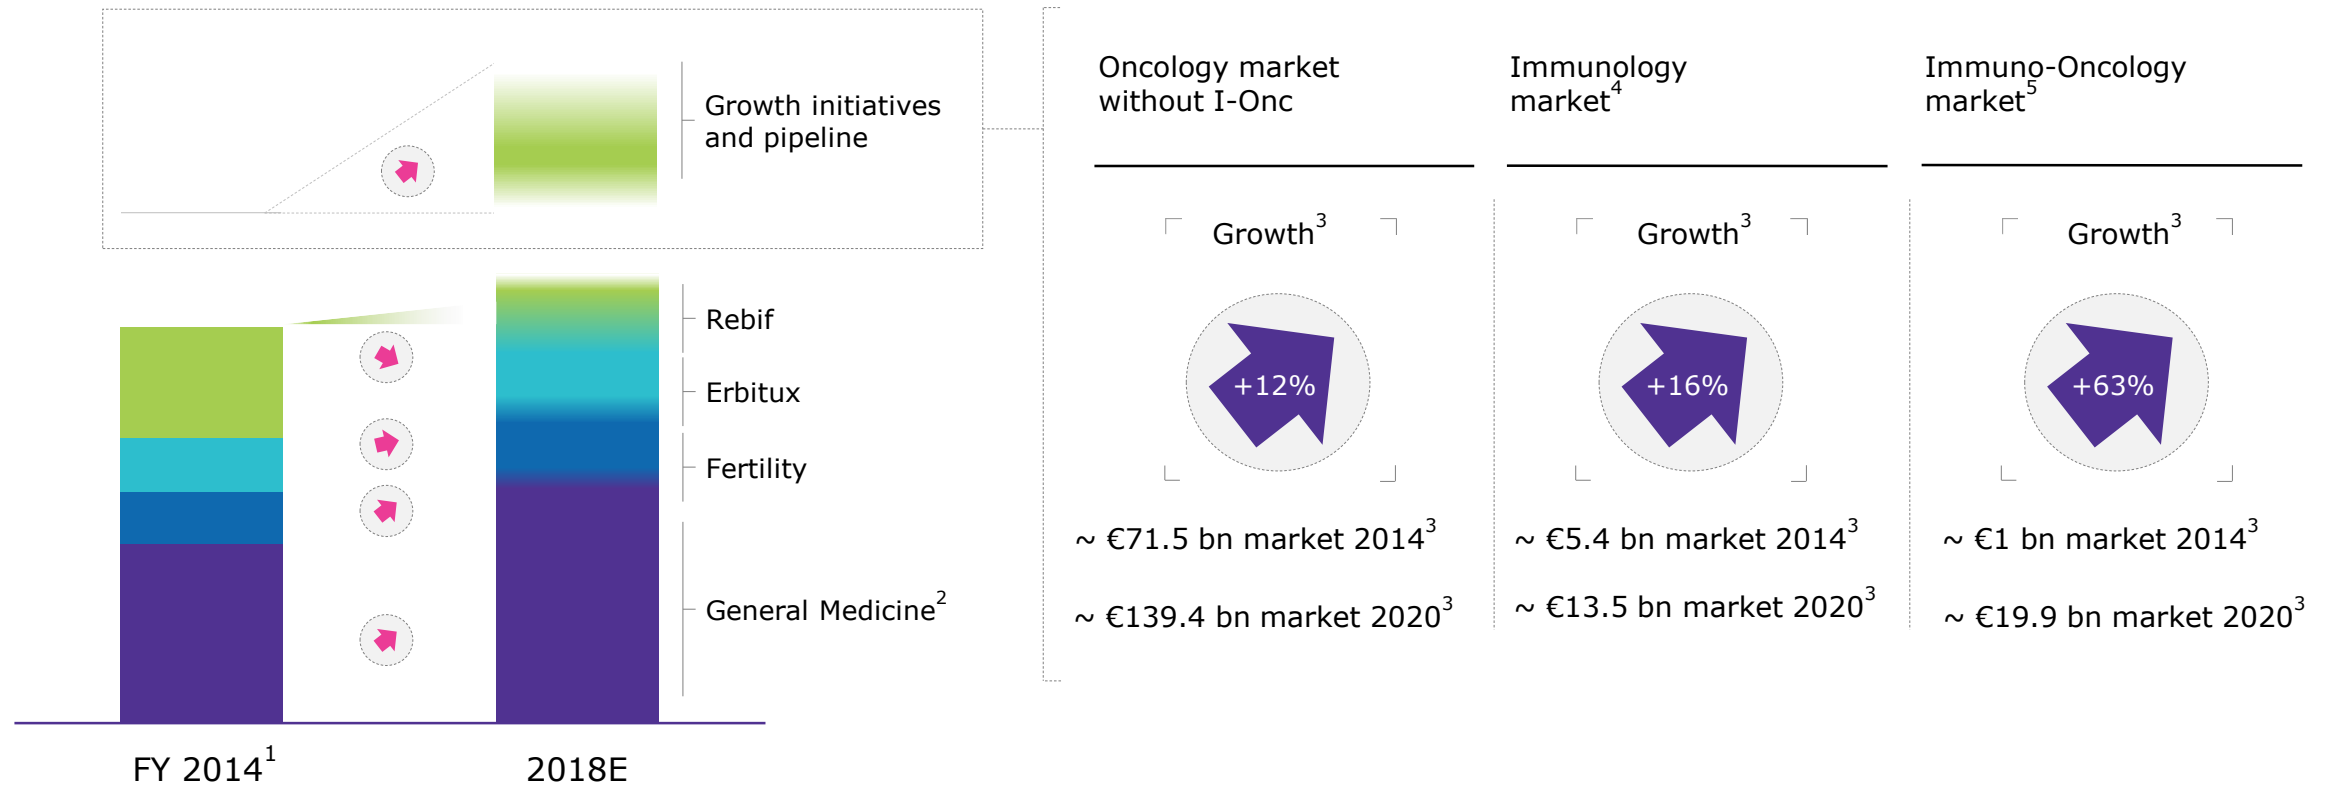 Growth initiatives
and pipeline
Rebif
Erbitux
Fertility
General Medicine2
FY 20141
2018E
Oncology market
without I-Onc
Growth3
+12%
~ €71.5 bn market 20143
~ €139.4 bn market 20203
Immunology
market4
Growth3
+16%
~ €5.4 bn market 20143
~ €13.5 bn market 20203
Immuno-Oncology
market5
Growth3
+63%
~ €1 bn market 20143
~ €19.9 bn market 20203